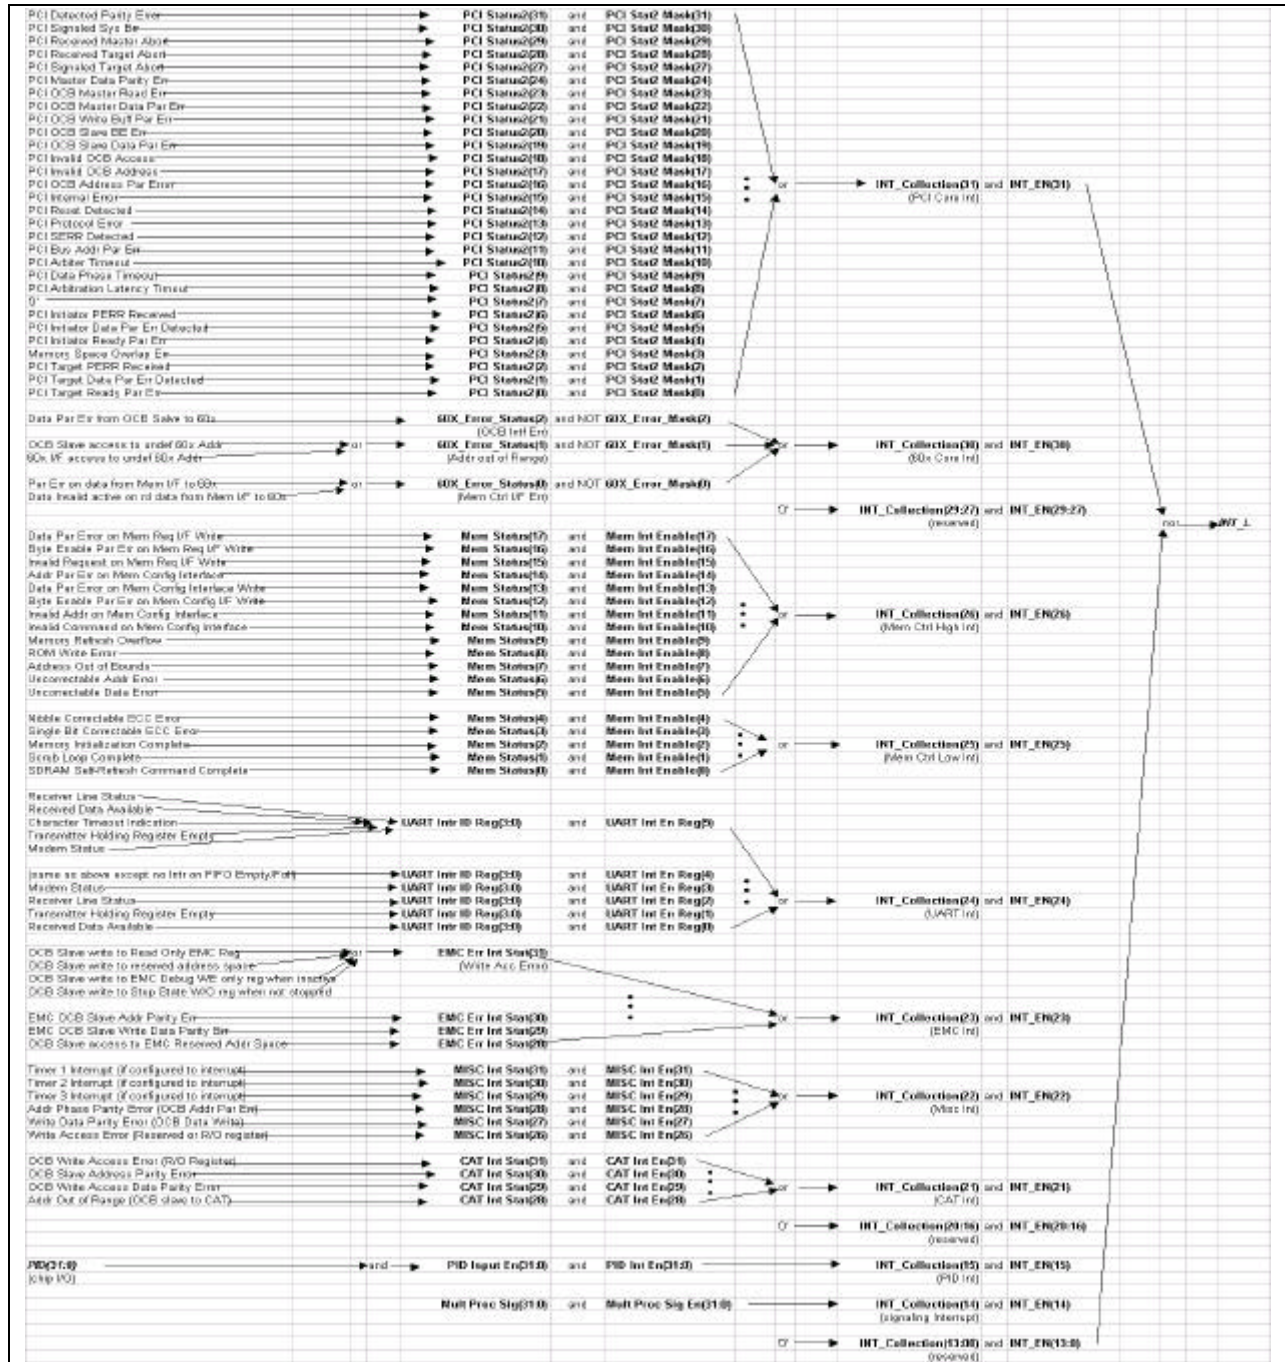 PCI Detected Parity Error PCI Status2(31) and PCI Stat2 Mask(31)
PCI Signaled Sys Err PCI Status2(30) and PCI Stat2 Mask(30)
PCI Received Master Abort PCI Status2(29) and PCI Stat2 Mask(29)
PCI Received Target Abort PCI Status2(28) and PCI Stat2 Mask(28)
PCI Signaled Target Abort PCI Status2(27) and PCI Stat2 Mask(27)
PCI Master Data Parity Err PCI Status2(24) and PCI Stat2 Mask(24)
PCI OCB Master Read Err PCI Status2(23) and PCI Stat2 Mask(23)
PCI OCB Master Data Par Err PCI Status2(22) and PCI Stat2 Mask(22)
PCI OCB Write Buff Par Err PCI Status2(21) and PCI Stat2 Mask(21)
PCI OCB Slave BE Err PCI Status2(20) and PCI Stat2 Mask(20)
PCI OCB Slave Data Par Err PCI Status2(19) and PCI Stat2 Mask(19)
PCI Invalid OCB Access PCI Status2(18) and PCI Stat2 Mask(18)
PCI Invalid OCB Address PCI Status2(17) and PCI Stat2 Mask(17)
PCI OCB Address Par Error PCI Status2(16) and PCI Stat2 Mask(16) or INT_Collection(31) and INT_EN(31)
PCI Internal Error PCI Status2(15) and PCI Stat2 Mask(15) (PCI Core Int)
PCI Reset Detected PCI Status2(14) and PCI Stat2 Mask(14)
PCI Protocol Error PCI Status2(13) and PCI Stat2 Mask(13)
PCI SERR Detected PCI Status2(12) and PCI Stat2 Mask(12)
PCI Bus Addr Par Err PCI Status2(11) and PCI Stat2 Mask(11)
PCI Arbiter Timeout PCI Status2(10) and PCI Stat2 Mask(10)
PCI Data Phase Timeout PCI Status2(9) and PCI Stat2 Mask(9)
PCI Arbitration Latency Timout PCI Status2(8) and PCI Stat2 Mask(8)
0' PCI Status2(7) and PCI Stat2 Mask(7)
PCI Initiator PERR Received PCI Status2(6) and PCI Stat2 Mask(6)
PCI Initiator Data Par Err Detected PCI Status2(5) and PCI Stat2 Mask(5)
PCI Initiator Ready Par Err PCI Status2(4) and PCI Stat2 Mask(4)
Memory Space Overlap Err PCI Status2(3) and PCI Stat2 Mask(3)
PCI Target PERR Received PCI Status2(2) and PCI Stat2 Mask(2)
PCI Target Data Par Err Detected PCI Status2(1) and PCI Stat2 Mask(1)
PCI Target Ready Par Err PCI Status2(0) and PCI Stat2 Mask(0)
Data Par Err from OCB Salve to 60x 60X_Error_Status(2) and NOT 60X_Error_Mask(2)
(OCB Intf Err)
OCB Slave access to undef 60x Addr or 60X_Error_Status(1) and NOT 60X_Error_Mask(1) or INT_Collection(30) and INT_EN(30)
60x I/F access to undef 60x Addr (Addr out of Range) (60x Core Int)
Par Err on data from Mem I/F to 60x or 60X_Error_Status(0) and NOT 60X_Error_Mask(0)
Data Invalid active on rd data from Mem I/F to 60x (Mem Ctrl I/F Err)
0' INT_Collection(29:27) and INT_EN(29:27)
(reserved) not INT_L
Data Par Error on Mem Req I/F Write Mem Status(17) and Mem Int Enable(17)
Byte Enable Par Err on Mem Req I/F Write Mem Status(16) and Mem Int Enable(16)
Invalid Request on Mem Req I/F Write Mem Status(15) and Mem Int Enable(15)
Addr Par Err on Mem Config Interface Mem Status(14) and Mem Int Enable(14)
Data Par Error on Mem Config Interface Write Mem Status(13) and Mem Int Enable(13)
Byte Enable Par Err on Mem Config I/F Write Mem Status(12) and Mem Int Enable(12)
Invalid Addr on Mem Config Interface Mem Status(11) and Mem Int Enable(11) or INT_Collection(26) and INT_EN(26)
Invalid Command on Mem Config Interface Mem Status(10) and Mem Int Enable(10) (Mem Ctrl High Int)
Memory Refresh Overflow Mem Status(9) and Mem Int Enable(9)
ROM Write Error Mem Status(8) and Mem Int Enable(8)
Address Out of Bounds Mem Status(7) and Mem Int Enable(7)
Uncorrectable Addr Error Mem Status(6) and Mem Int Enable(6)
Uncorrectable Data Error Mem Status(5) and Mem Int Enable(5)
Nibble Correctable ECC Error Mem Status(4) and Mem Int Enable(4)
Single Bit Correctable ECC Error Mem Status(3) and Mem Int Enable(3)
Memory Initialization Complete Mem Status(2) and Mem Int Enable(2) or INT_Collection(25) and INT_EN(25)
Scrub Loop Complete Mem Status(1) and Mem Int Enable(1) (Mem Ctrl Low Int)
SDRAM Self-Refresh Command Complete Mem Status(0) and Mem Int Enable(0)
Receiver Line Status
Received Data Available
Character Timeout Indication UART Intr ID Reg(3:0) and UART Int En Reg(5)
Transmitter Holding Register Empty
Modem Status
(same as above except no Intr on FIFO Empty/Full) UART Intr ID Reg(3:0) and UART Int En Reg(4)
Modem Status UART Intr ID Reg(3:0) and UART Int En Reg(3)
Receiver Line Status UART Intr ID Reg(3:0) and UART Int En Reg(2) or INT_Collection(24) and INT_EN(24)
Transmitter Holding Register Empty UART Intr ID Reg(3:0) and UART Int En Reg(1) (UART Int)
Received Data Available UART Intr ID Reg(3:0) and UART Int En Reg(0)
OCB Slave write to Read Only EMC Reg or EMC Err Int Stat(31)
OCB Slave write to reserved address space (Write Acc Error)
OCB Slave write to EMC Debug WE only reg when inactive
OCB Slave write to Stop State W/O reg when not stopped
EMC OCB Slave Addr Parity Err EMC Err Int Stat(30) or INT_Collection(23) and INT_EN(23)
EMC OCB Slave Write Data Parity Err EMC Err Int Stat(29) (EMC Int)
OCB Slave access to EMC Reserved Addr Space EMC Err Int Stat(28)
Timer 1 Interrupt (if configured to interrupt) MISC Int Stat(31) and MISC Int En(31)
Timer 2 Interrupt (if configured to interrupt) MISC Int Stat(30) and MISC Int En(30)
Timer 3 Interrupt (if configured to interrupt) MISC Int Stat(29) and MISC Int En(29) or INT_Collection(22) and INT_EN(22)
Addr Phase Parity Error (OCB Addr Par Err) MISC Int Stat(28) and MISC Int En(28) (Misc Int)
Write Data Parity Error (OCB Data Write) MISC Int Stat(27) and MISC Int En(27)
Write Access Error (Reserved or R/O register) MISC Int Stat(26) and MISC Int En(26)
OCB Write Access Error (R/O Register) CAT Int Stat(31) and CAT Int En(31)
OCB Slave Address Parity Error CAT Int Stat(30) and CAT Int En(30)
OCB Write Access Data Parity Error CAT Int Stat(29) and CAT Int En(29) or INT_Collection(21) and INT_EN(21)
Addr Out of Range (OCB slave to CAT) CAT Int Stat(28) and CAT Int En(28) (CAT Int)
0' INT_Collection(20:16) and INT_EN(20:16)
(reserved)
PID(31:0) and PID Input En(31:0) and PID Int En(31:0) INT_Collection(15) and INT_EN(15)
(chip I/O) (PID Int)
Mult Proc Sig(31:0) and Mult Proc Sig En(31:0) INT_Collection(14) and INT_EN(14)
(signaling Interrupt)
0' INT_Collection(13:00) and INT_EN(13:0)
(reserved)